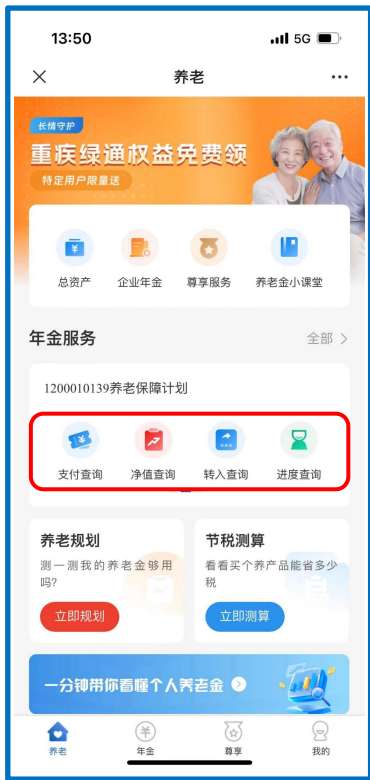 13:50
5G
养老
长情守护
重疾绿通权益免费领
特定用户限量送
总资产
企业年金
尊享服务
养老金小课堂
年金服务
全部
1200010139养老保障计划
支付查询
净值查询
转入查询
进度查询
养老规划
测一测我的养老金够用
吗?
立即规划
节税测算
看看买个养产品能省多少
税
立即测算
一分钟带你看懂个人养老金
养老
年金
尊享
我的